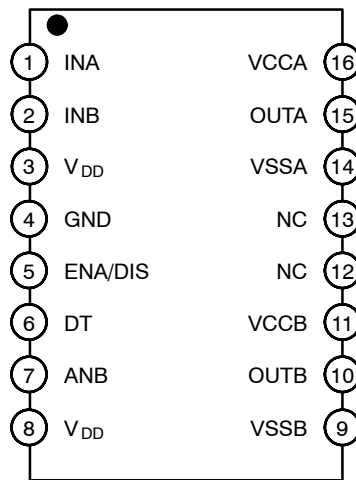 1 INA VCCA 16
2 INB OUTA 15
3 VDD VSSA 14
4 GND NC 13
5 ENA/DIS NC 12
6 DT VCCB 11
7 ANB OUTB 10
8 VDD VSSB 9